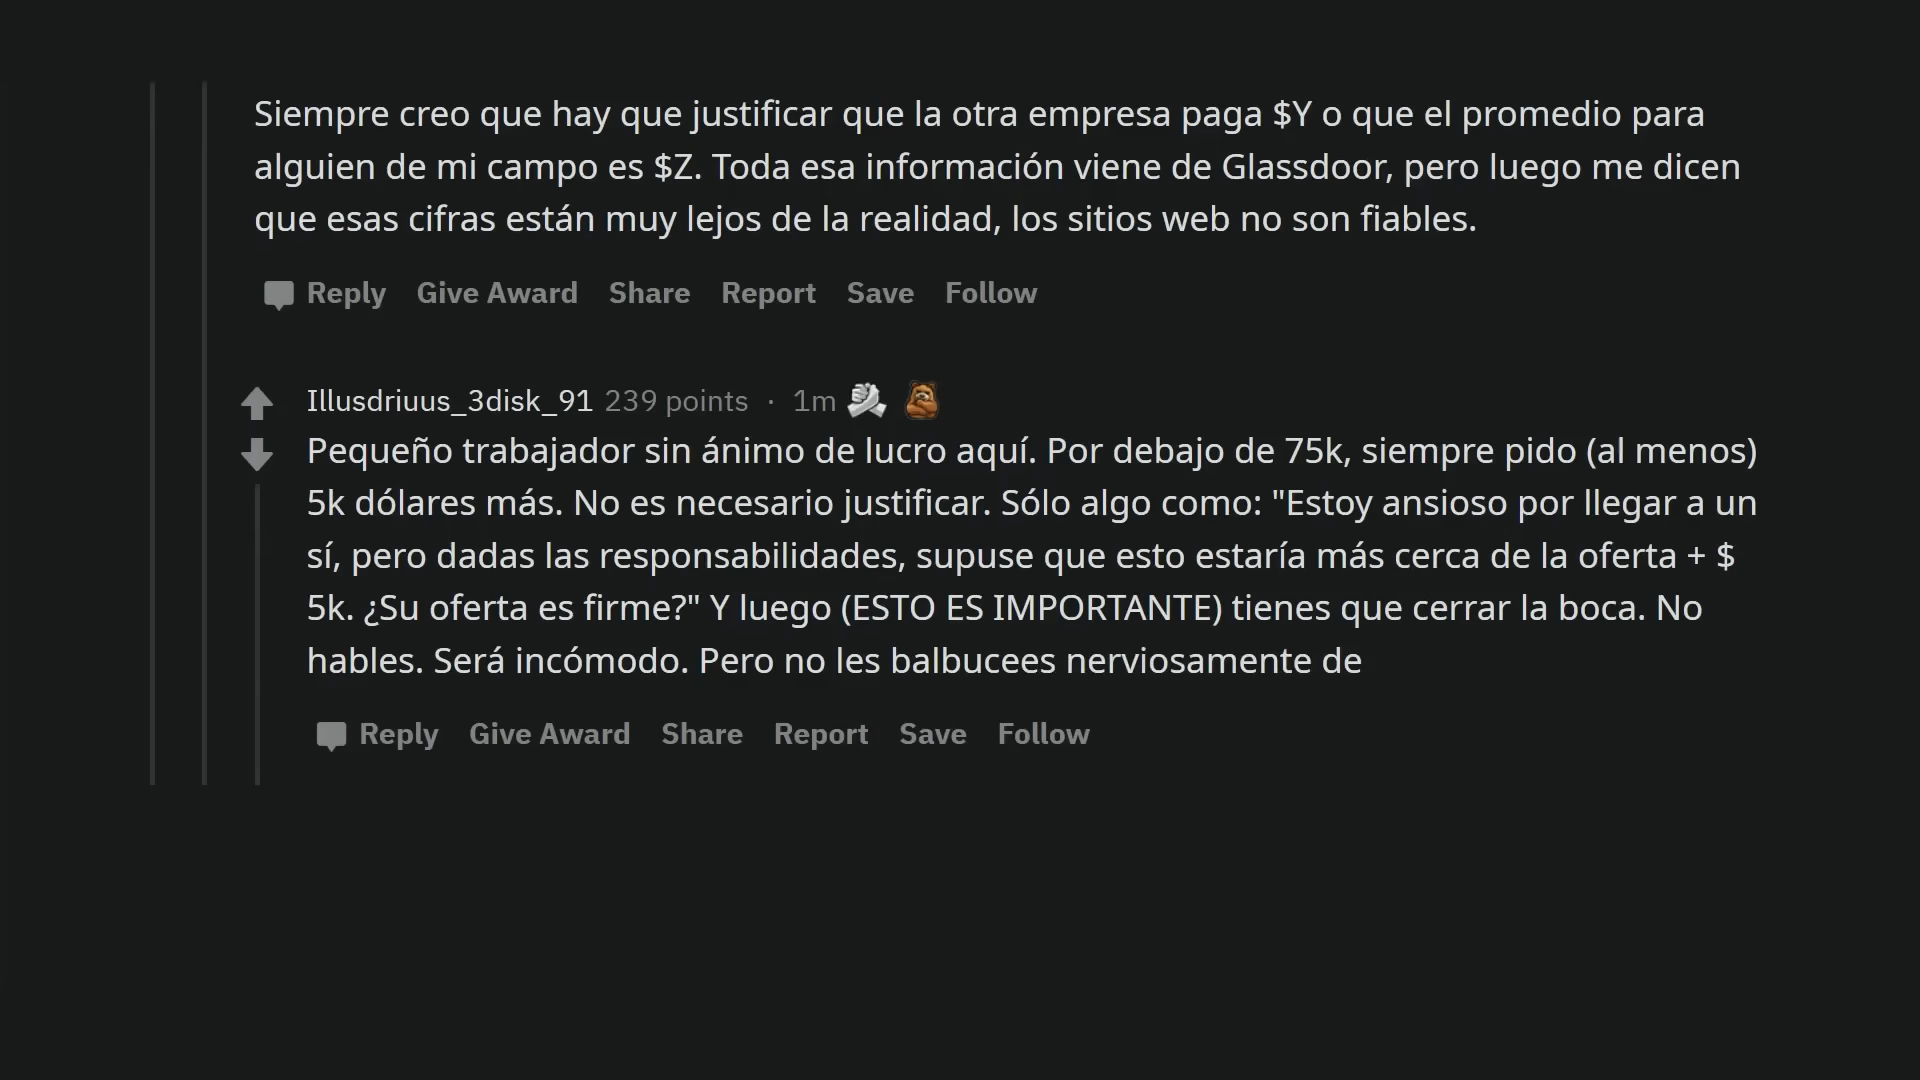 Siempre creo que hay que justificar que la otra empresa paga $Y o que el promedio para
alguien de mi campo es $Z. Toda esa información viene de Glassdoor, pero luego me dicen
que esas cifras están muy lejos de la realidad, los sitios web no son fiables.
Reply Give Award Share Report Save Follow
Illusdriuus_3disk_91 239 points · 1m
Pequeño trabajador sin ánimo de lucro aquí. Por debajo de 75k, siempre pido (al menos)
5k dólares más. No es necesario justificar. Sólo algo como: "Estoy ansioso por llegar a un
sí, pero dadas las responsabilidades, supuse que esto estaría más cerca de la oferta + $
5k. ¿Su oferta es firme?" Y luego (ESTO ES IMPORTANTE) tienes que cerrar la boca. No
hables. Será incómodo. Pero no les balbucees nerviosamente de
Reply Give Award Share Report Save Follow